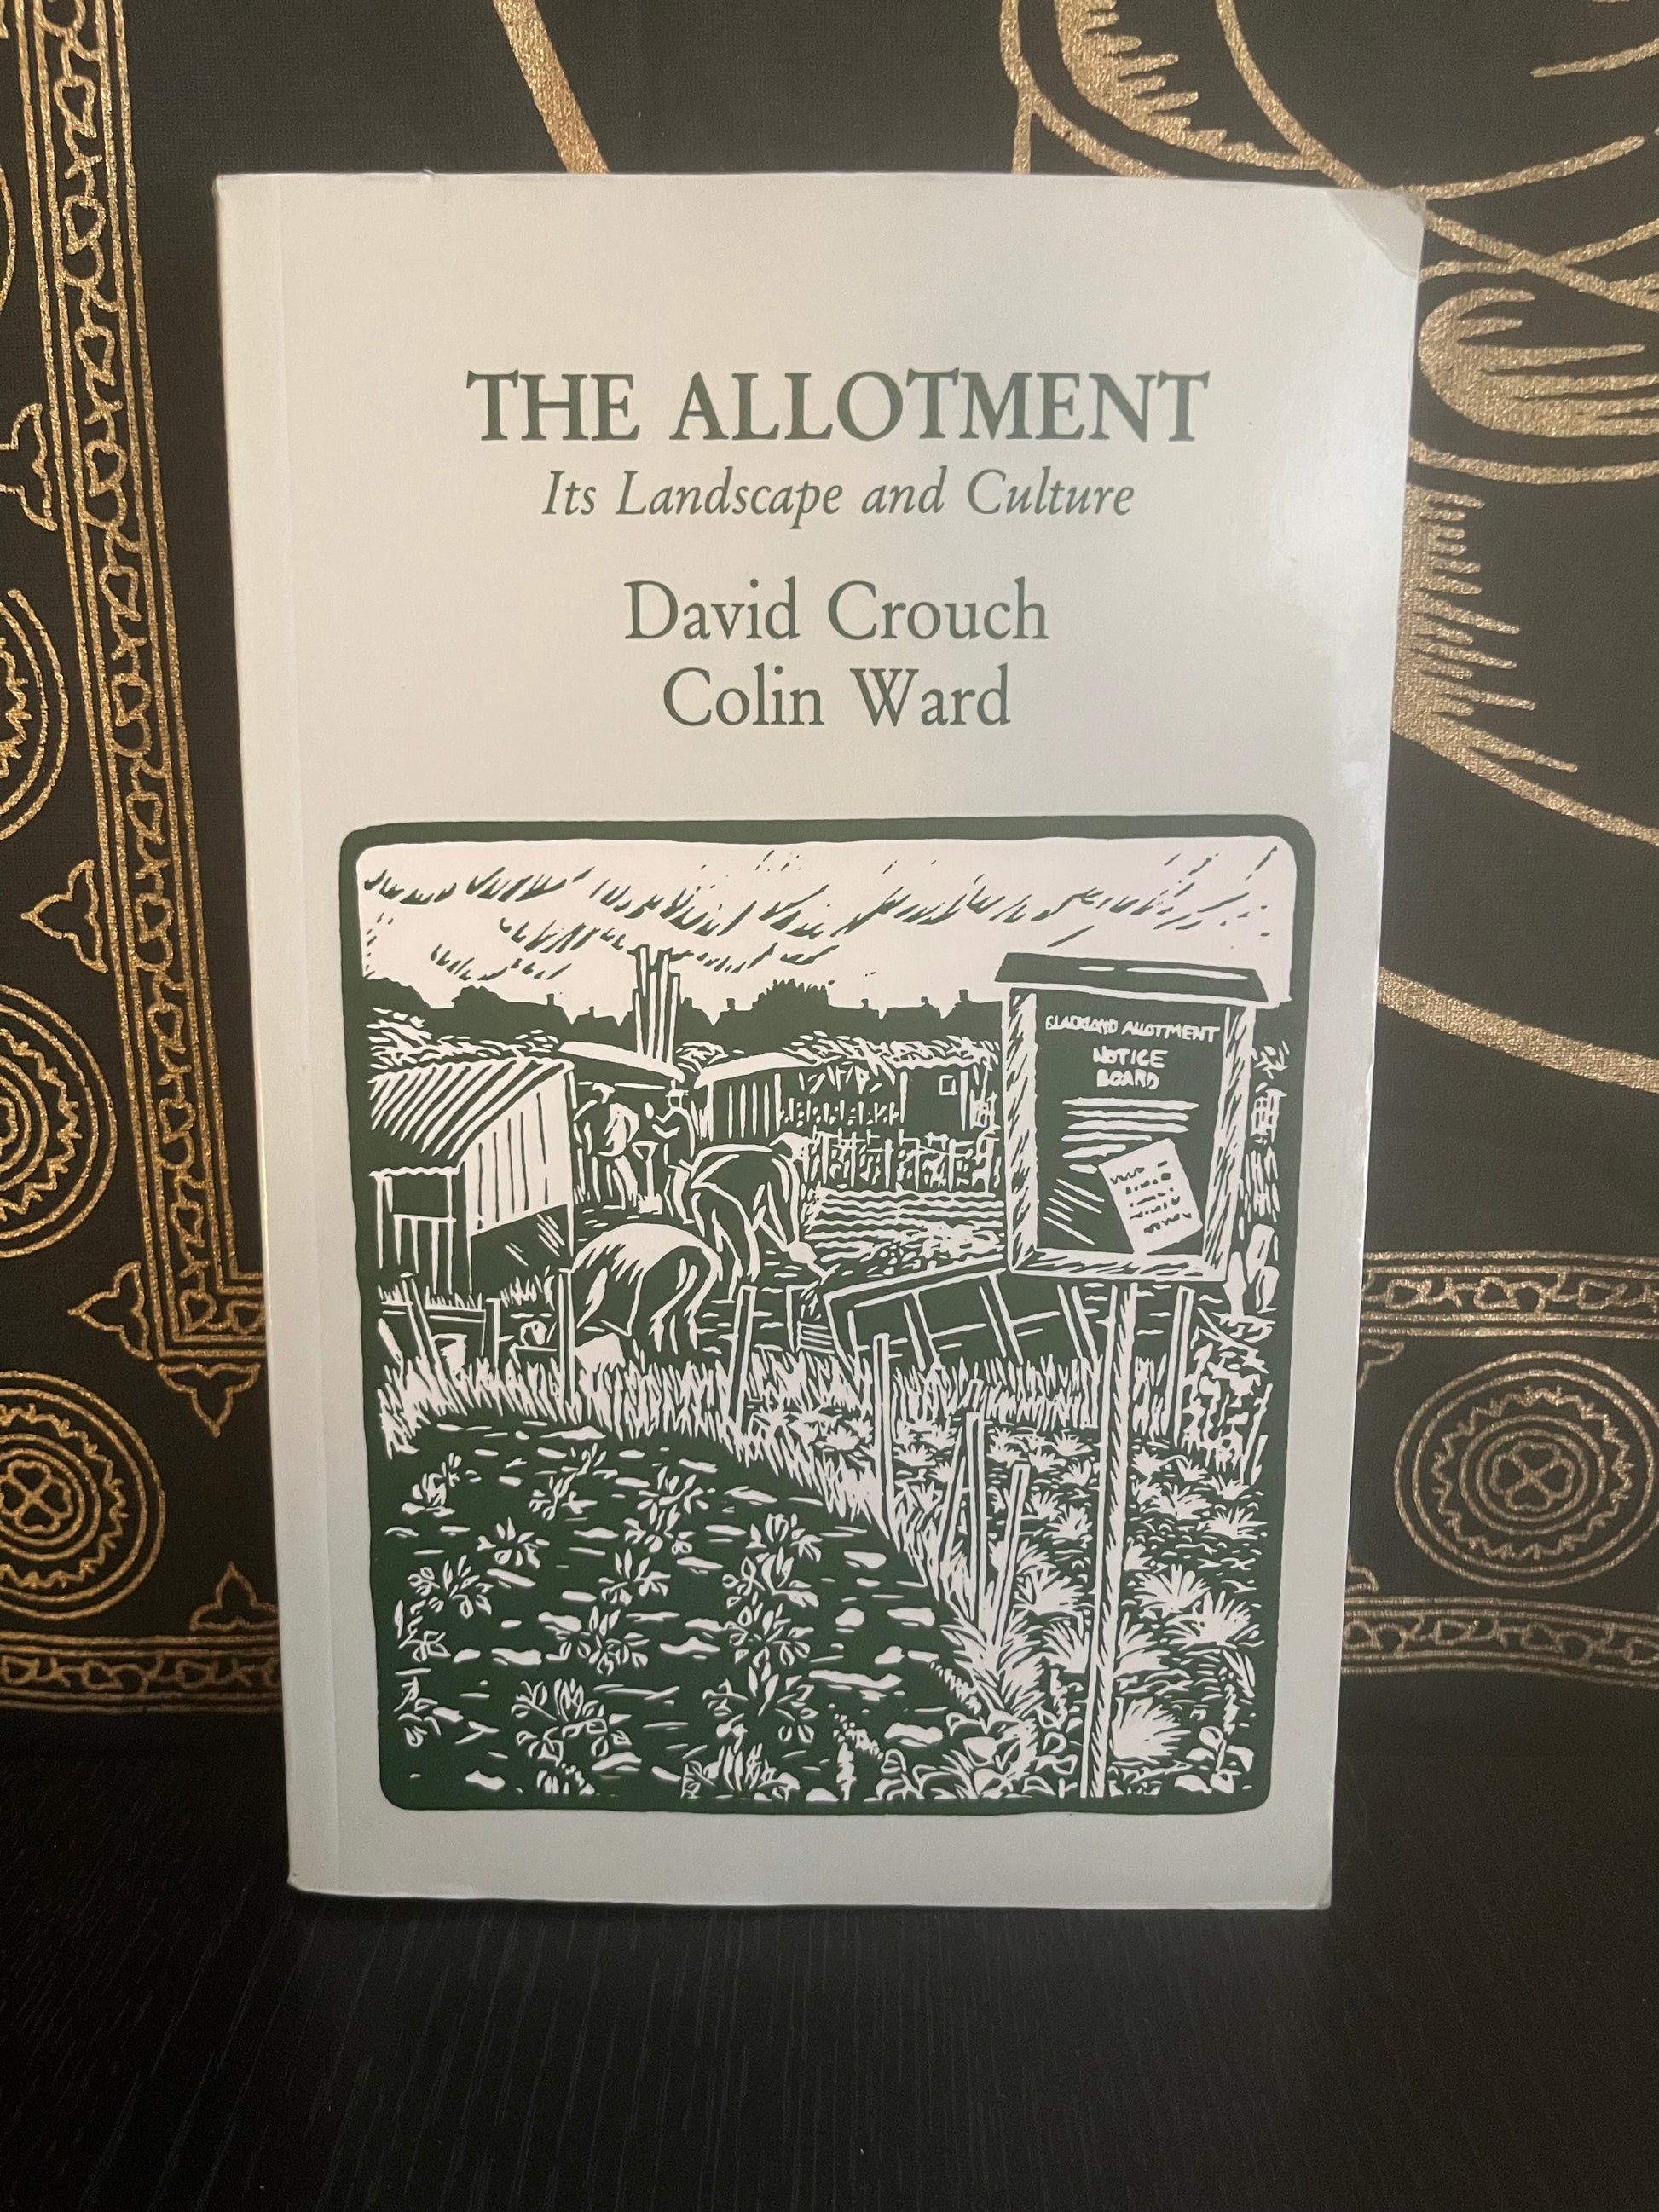 THE ALLOTMENT
Its Landscape and Culture
David Crouch
Colin Ward
ALLOTMENT
NOTICE
BOARD